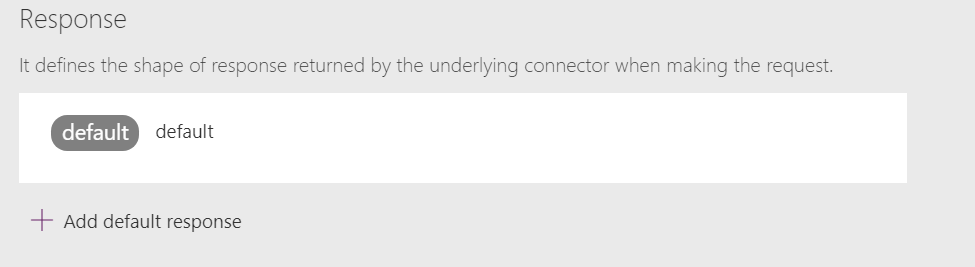 Response
It defines the shape of response returned by the underlying connector when making the request.
default default
Add default response